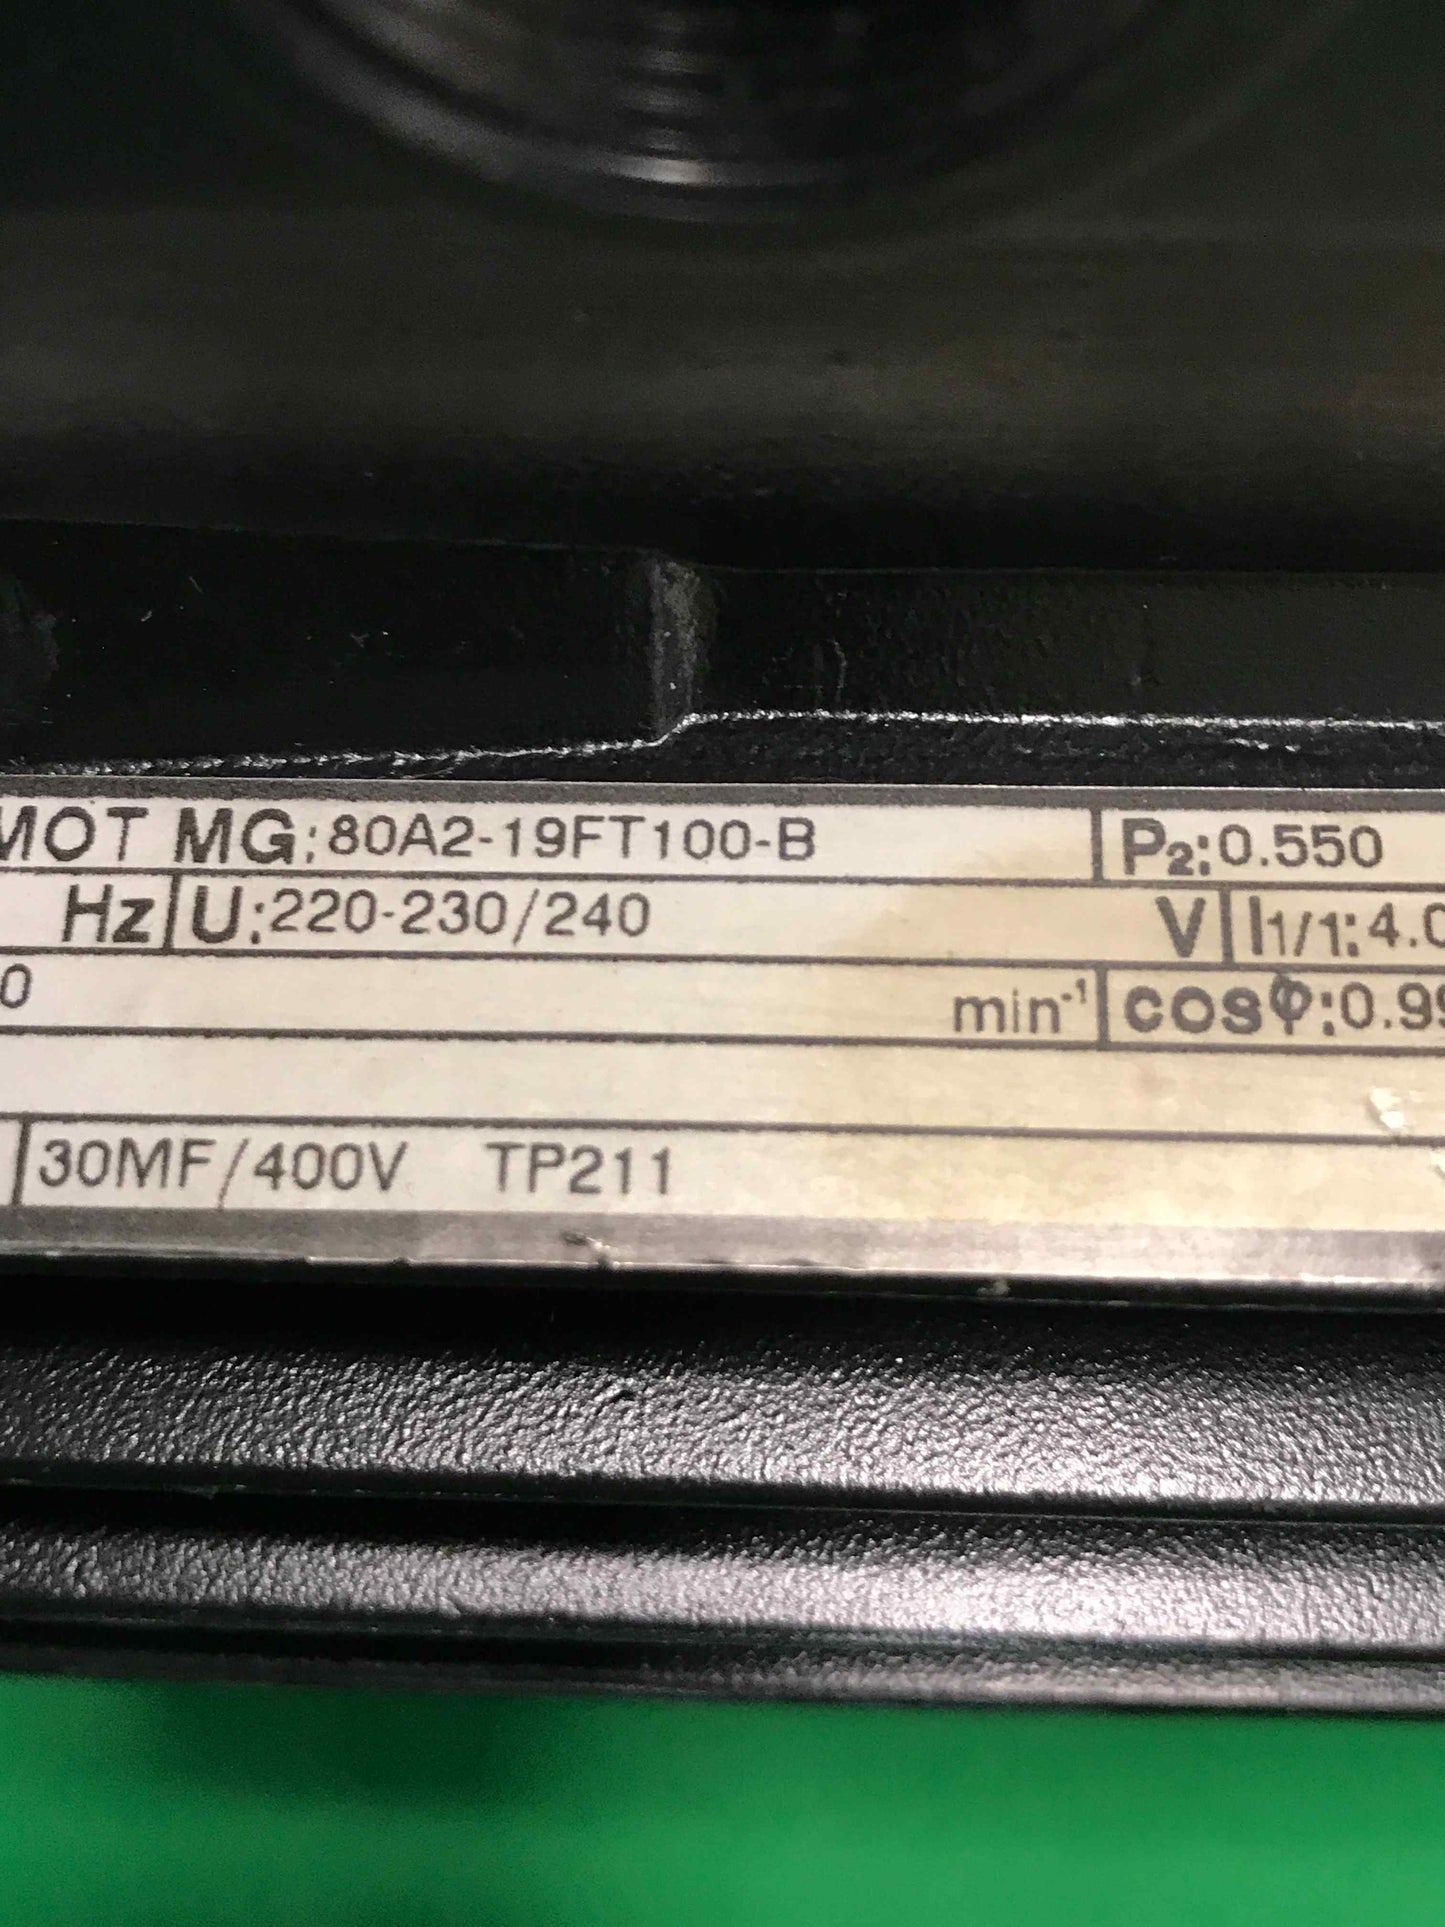 MOT MG: 80A2-19FT100-B P2: 0.550
Hz U: 220-230/240 V I1/1: 4.0
0 min-1 cosφ: 0.99
30MF/400V TP211